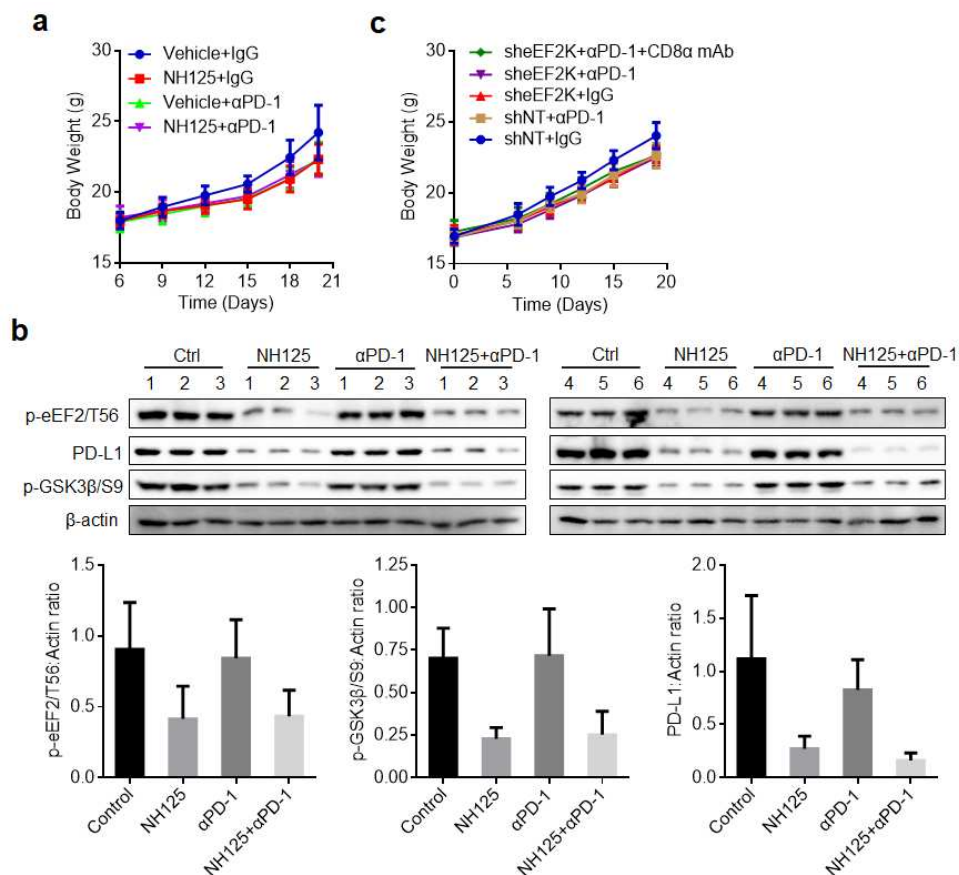 a
30
25
20
15
Body Weight (g)
Vehicle+IgG
NH125+IgG
Vehicle+αPD-1
NH125+αPD-1
6 9 12 15 18 21
Time (Days)
c
30
25
20
15
Body Weight (g)
sheEF2K+αPD-1+CD8α mAb
sheEF2K+αPD-1
sheEF2K+IgG
shNT+αPD-1
shNT+IgG
0 5 10 15 20
Time (Days)
b
Ctrl NH125 αPD-1 NH125+αPD-1
1 2 3 1 2 3 1 2 3 1 2 3
Ctrl NH125 αPD-1 NH125+αPD-1
4 5 6 4 5 6 4 5 6 4 5 6
p-eEF2/T56
PD-L1
p-GSK3β/S9
β-actin
p-eEF2/T56:Actin ratio
1.5
1.0
0.5
0.0
Control NH125 αPD-1 NH125+αPD-1
p-GSK3β/S9:Actin ratio
1.25
1.00
0.75
0.50
0.25
0.00
Control NH125 αPD-1 NH125+αPD-1
PD-L1:Actin ratio
2.0
1.5
1.0
0.5
0.0
Control NH125 αPD-1 NH125+αPD-1